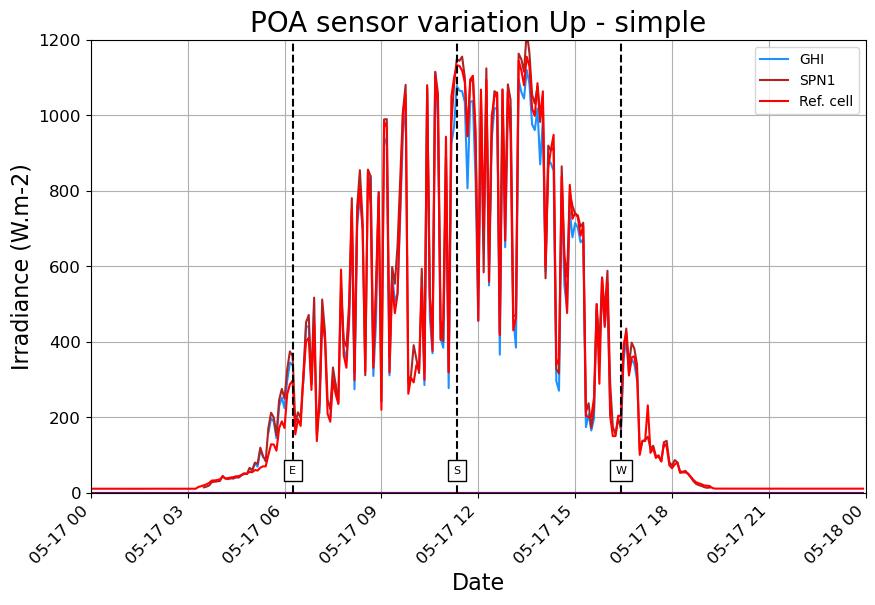 POA sensor variation Up - simple
Irradiance (W.m-2)
1200
1000
800
600
400
200
0
GHI
SPN1
Ref. cell
E
S
W
05-17 00
05-17 03
05-17 06
05-17 09
05-17 12
05-17 15
05-17 18
05-17 21
05-18 00
Date